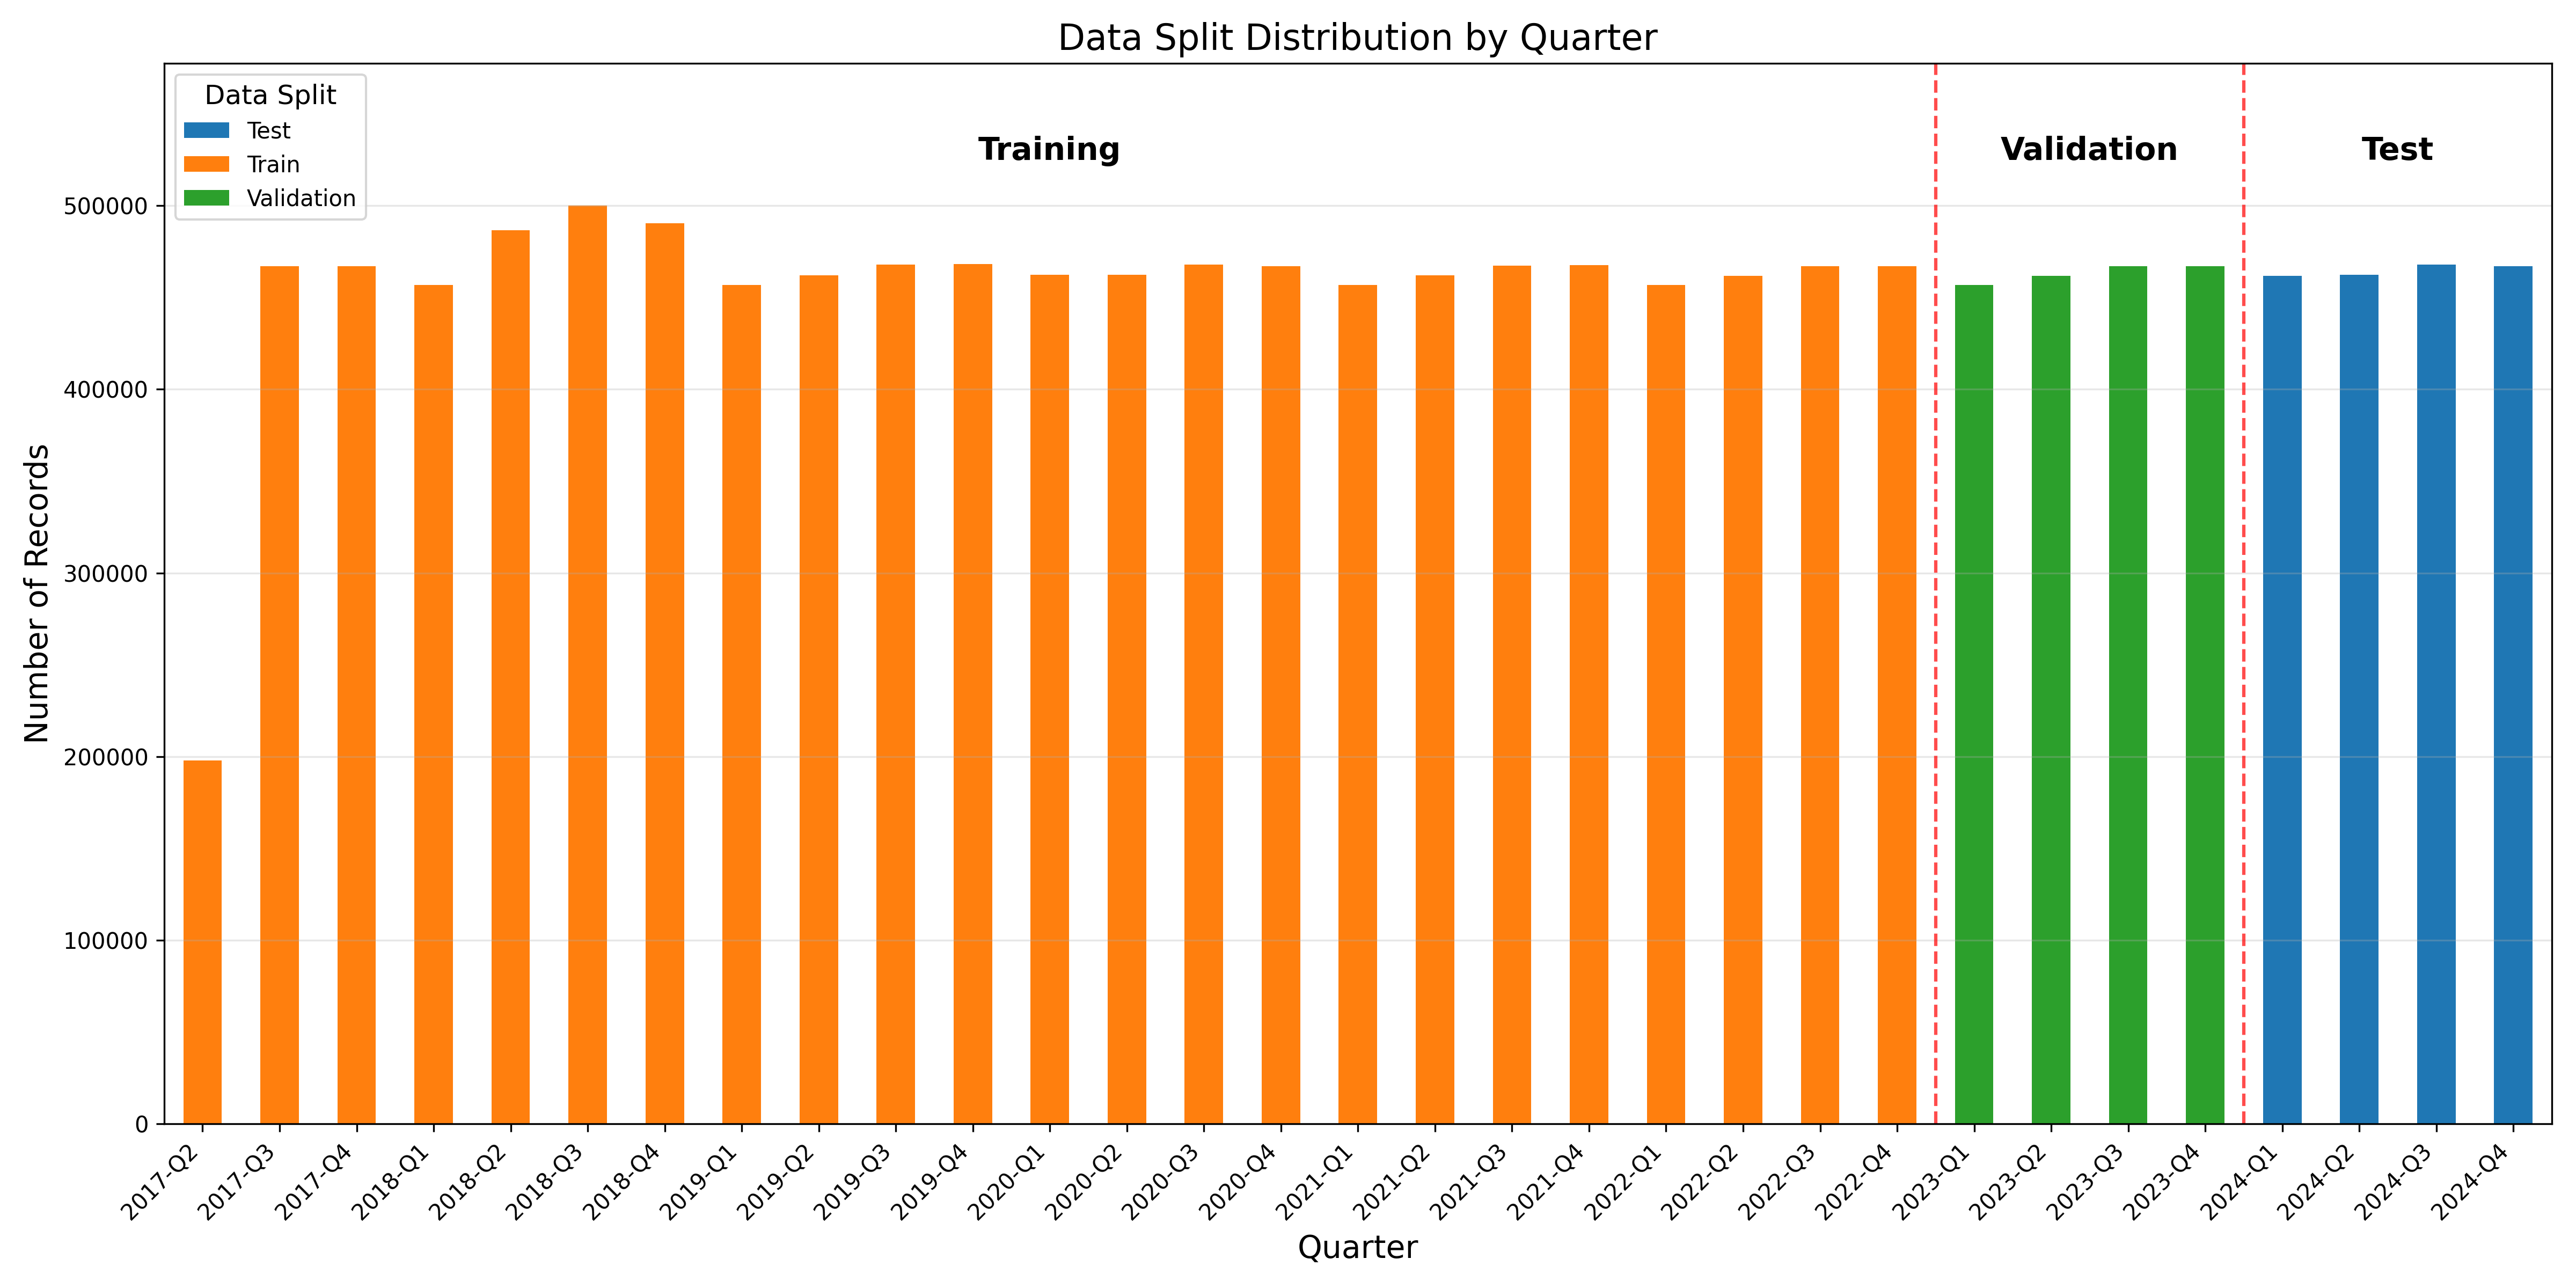 Data Split Distribution by Quarter
Data Split
Test
Train
Validation
Training
Validation
Test
Number of Records
500000
400000
300000
200000
100000
0
2017-Q2
2017-Q3
2017-Q4
2018-Q1
2018-Q2
2018-Q3
2018-Q4
2019-Q1
2019-Q2
2019-Q3
2019-Q4
2020-Q1
2020-Q2
2020-Q3
2020-Q4
2021-Q1
2021-Q2
2021-Q3
2021-Q4
2022-Q1
2022-Q2
2022-Q3
2022-Q4
2023-Q1
2023-Q2
2023-Q3
2023-Q4
2024-Q1
2024-Q2
2024-Q3
2024-Q4
Quarter